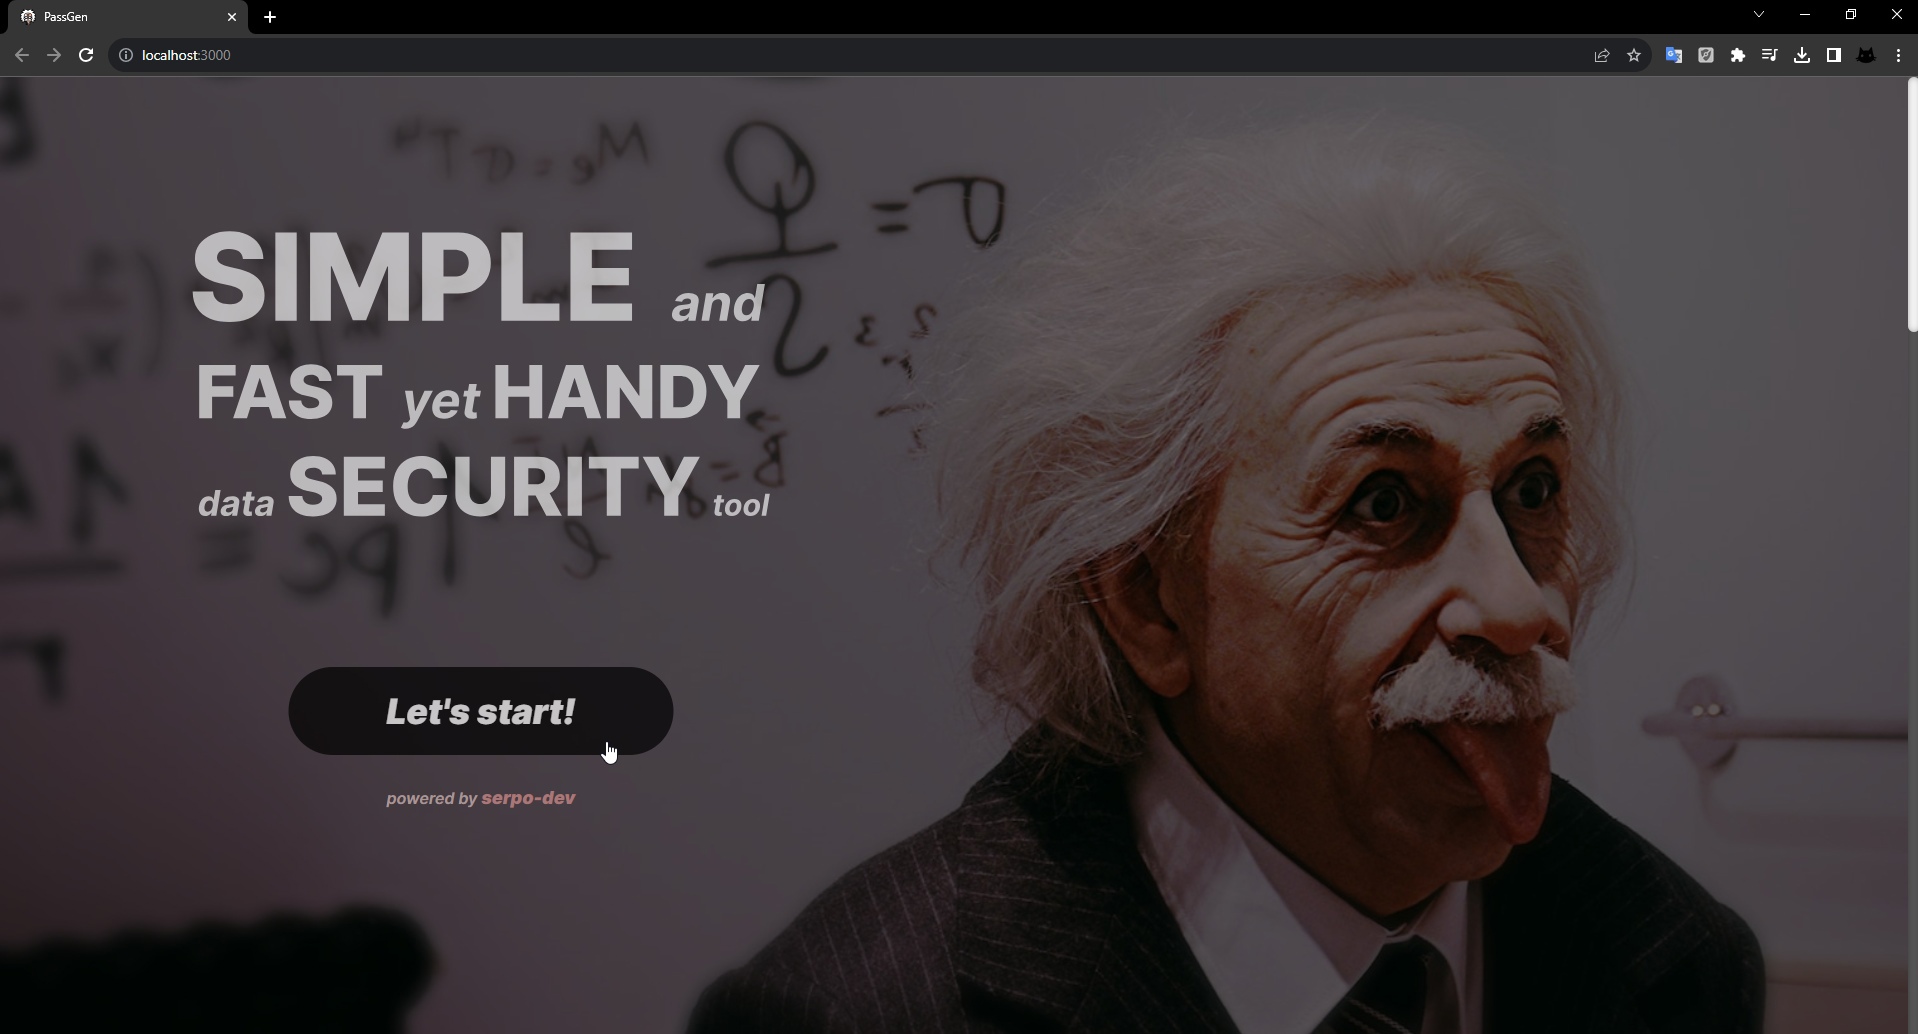 PassGen
localhost:3000
SIMPLE and
FAST yet HANDY
data SECURITY tool
Let's start!
powered by serpo-dev